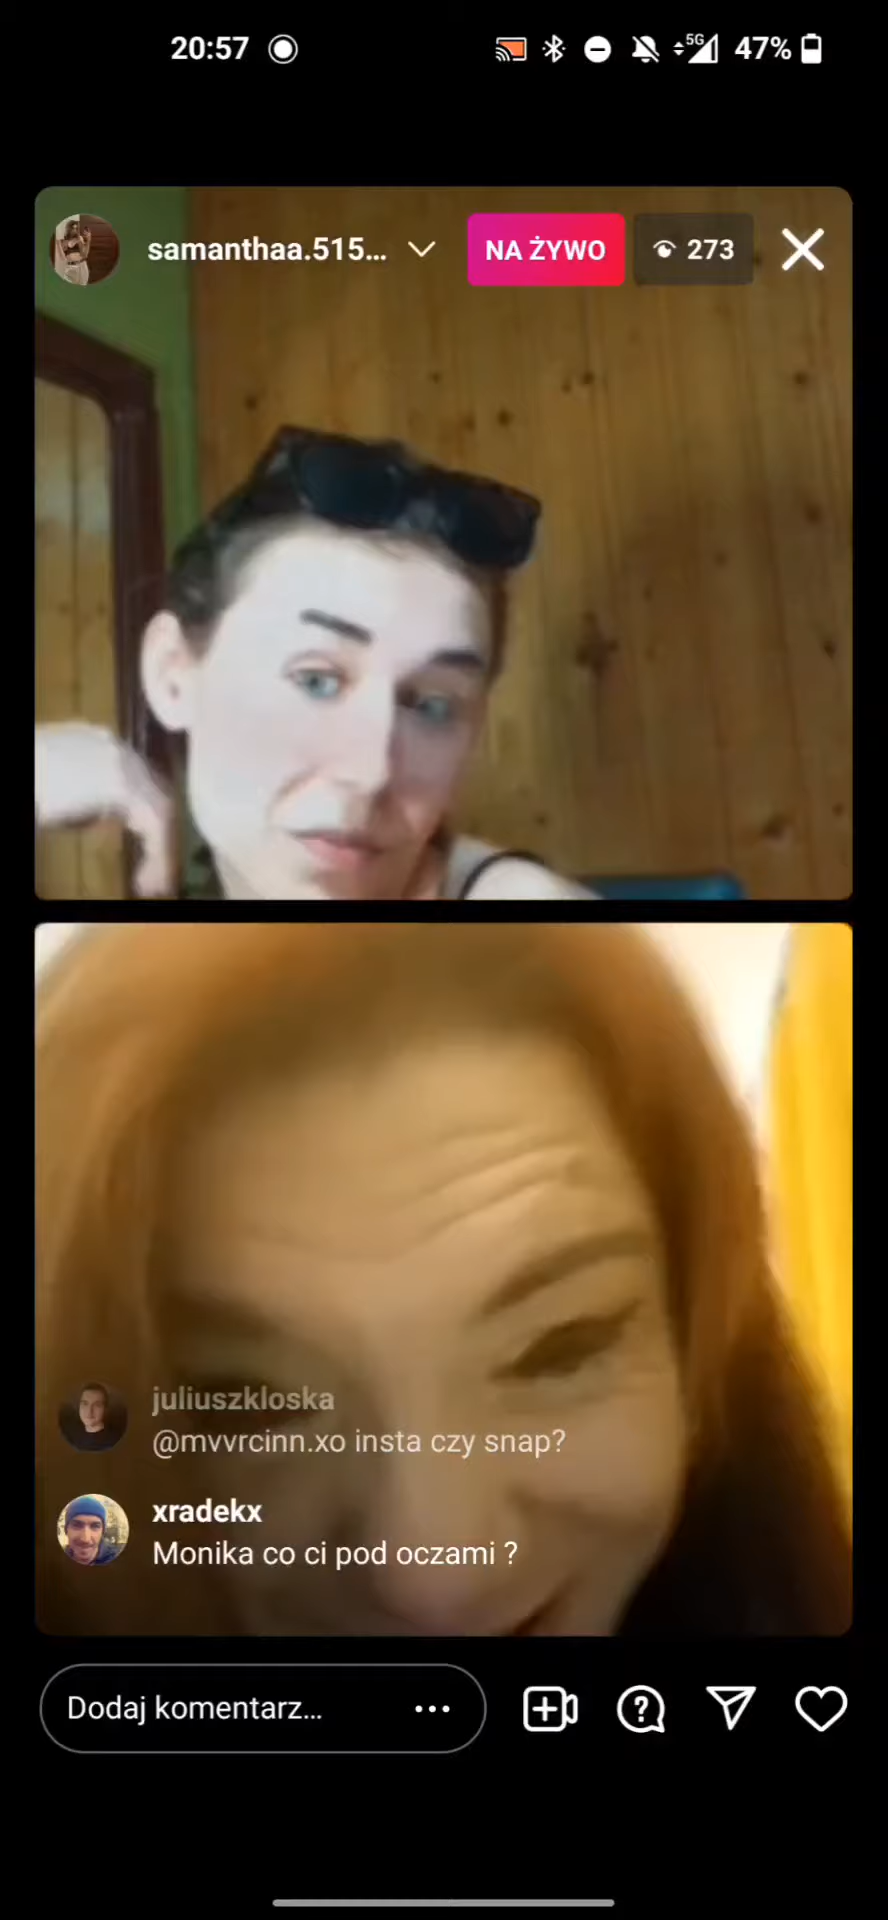 20:57
5G
47%
samanthaa.515...
NA ŻYWO
273
juliuszkloska
@mvvrcinn.xo insta czy snap?
xradekx
Monika co ci pod oczami ?
Dodaj komentarz...